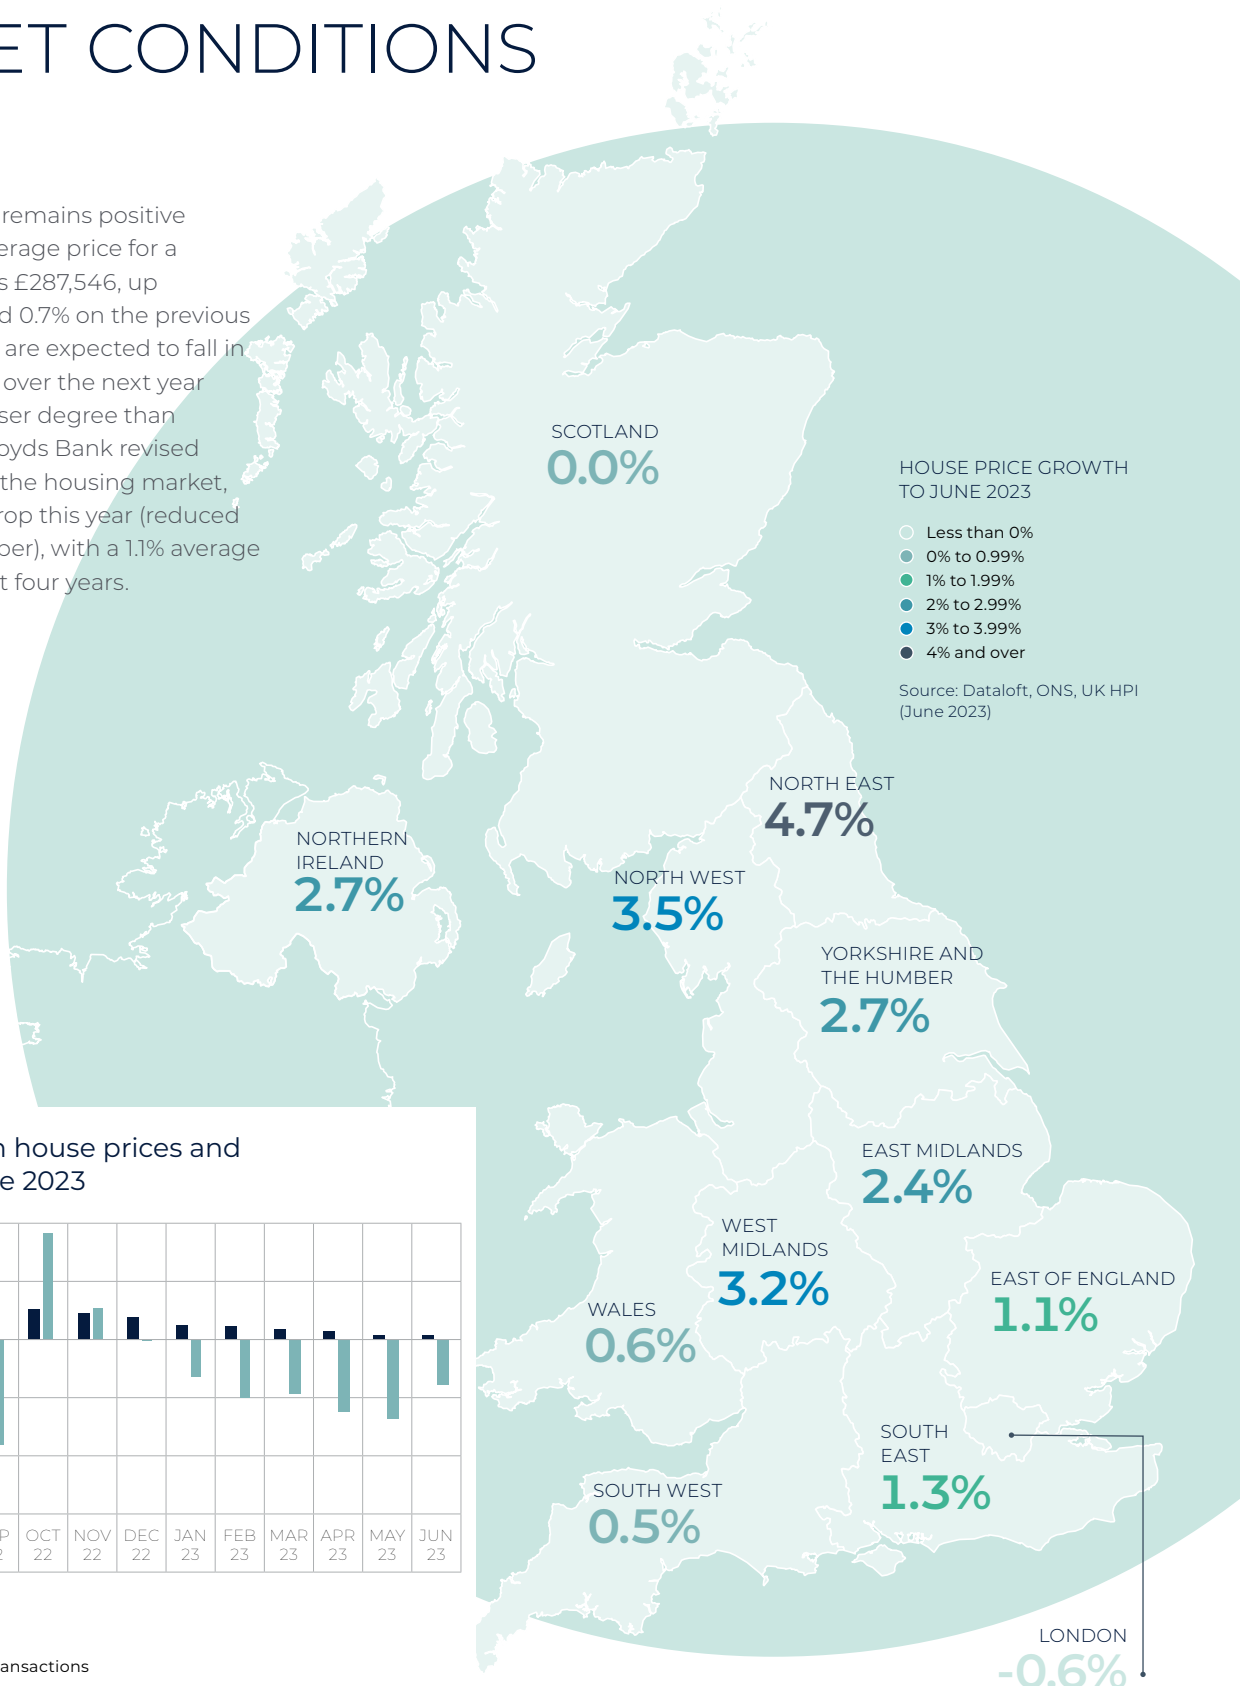 ET CONDITIONS
remains positive
erage price for a
s £287,546, up
d 0.7% on the previous
are expected to fall in
over the next year
ser degree than
oyds Bank revised
the housing market,
rop this year (reduced
ber), with a 1.1% average
t four years.
SCOTLAND
0.0%
HOUSE PRICE GROWTH
TO JUNE 2023
Less than 0%
0% to 0.99%
1% to 1.99%
2% to 2.99%
3% to 3.99%
4% and over
Source: Dataloft, ONS, UK HPI
(June 2023)
NORTH EAST
4.7%
NORTHERN
IRELAND
2.7%
NORTH WEST
3.5%
YORKSHIRE AND
THE HUMBER
2.7%
EAST MIDLANDS
2.4%
WEST
MIDLANDS
3.2%
EAST OF ENGLAND
1.1%
WALES
0.6%
SOUTH
EAST
1.3%
SOUTH WEST
0.5%
LONDON
-0.6%
n house prices and
e 2023
P OCT NOV DEC JAN FEB MAR APR MAY JUN
2 22 22 22 23 23 23 23 23 23
ansactions